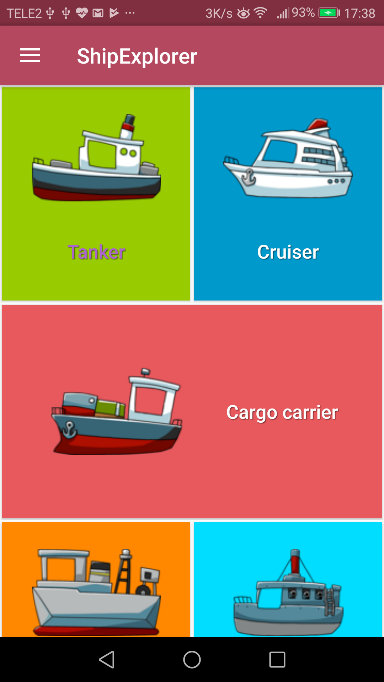 TELE2 ... 3K/s 93% 17:38
ShipExplorer
Tanker
Cruiser
Cargo carrier